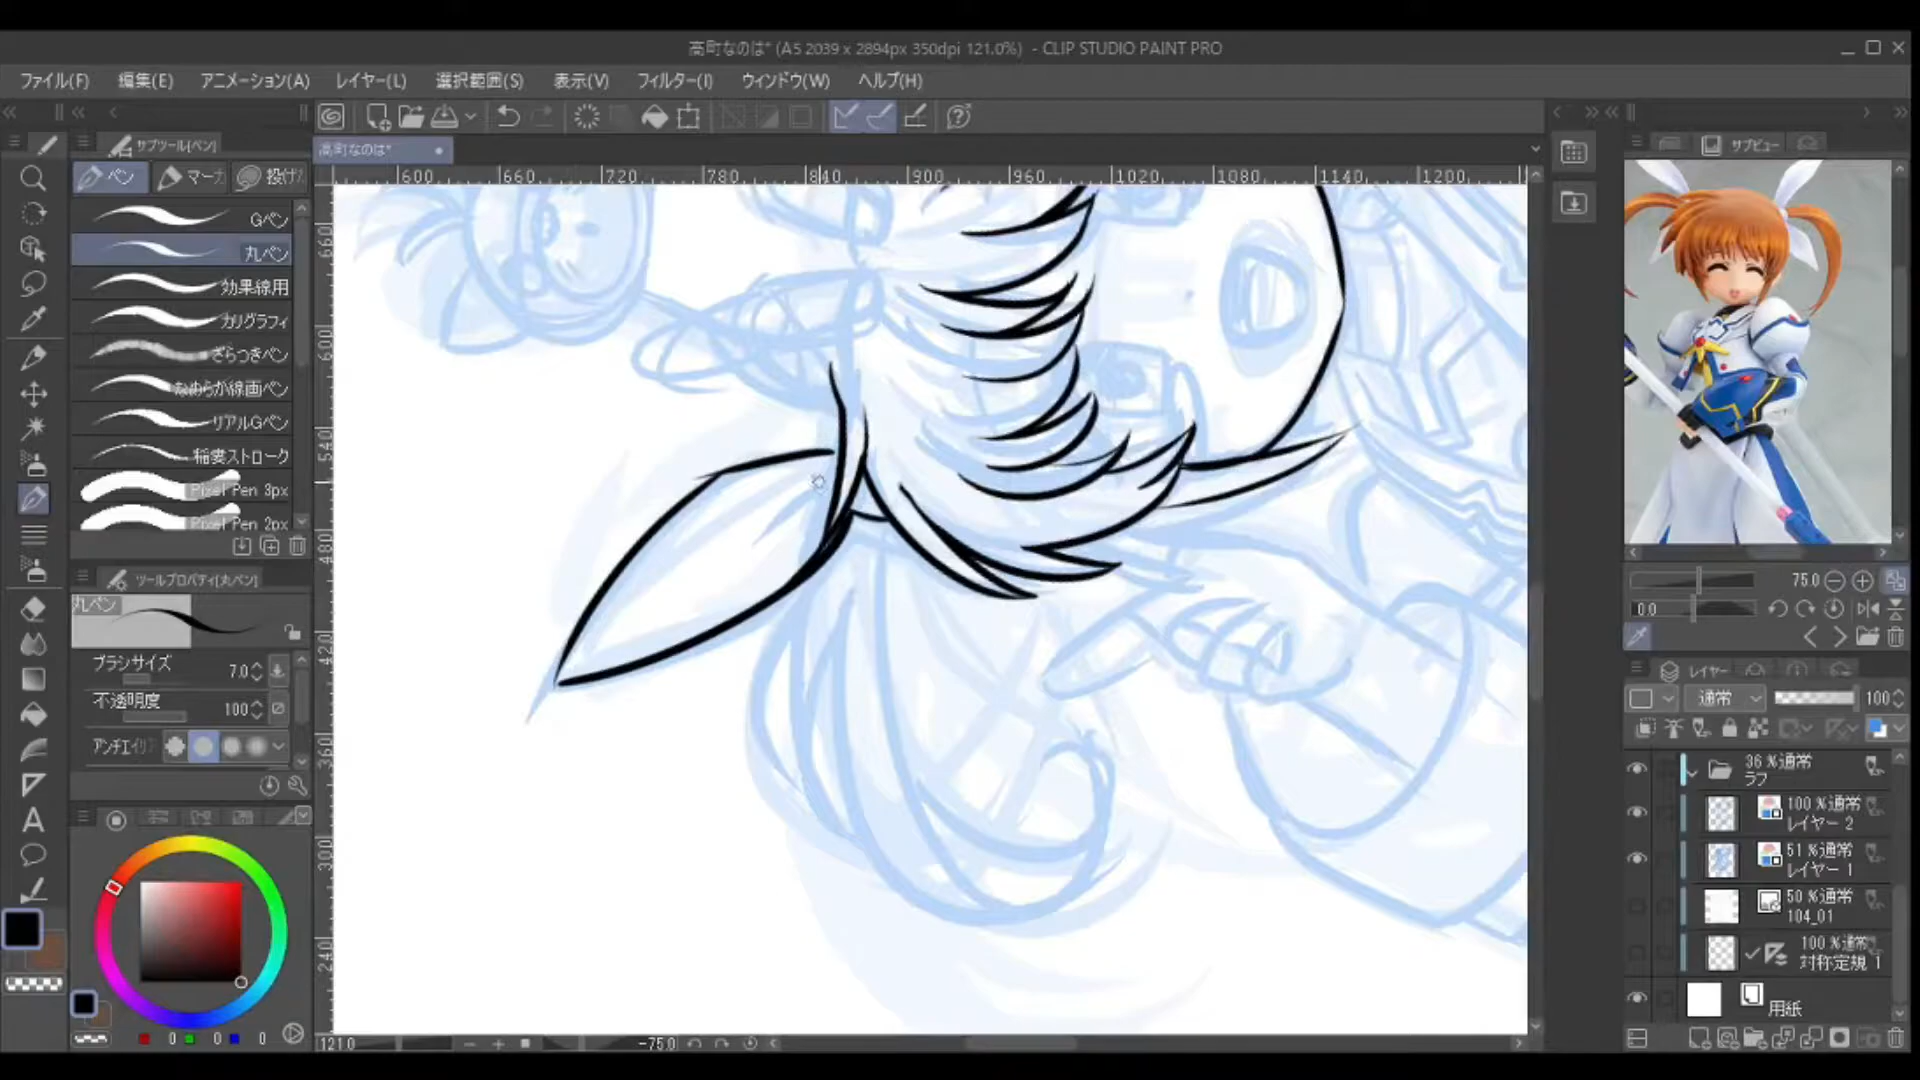 高町なのは* (A5 2039 x 2894px 350dpi 121.0%) - CLIP STUDIO PAINT PRO
ファイル(F) 編集(E) アニメーション(A) レイヤー(L) 選択範囲(S) 表示(V) フィルター(I) ウィンドウ(W) ヘルプ(H)
サブツール[ペン]
高町なのは*
サブビュー
ペン マーカ 投げな
600 660 720 780 840 900 960 1020 1080 1140 1200
Gペン
丸ペン
効果線用
カリグラフィ
ざらつきペン
なめらか線画ペン
リアルGペン
稲妻ストローク
Pixel Pen 3px
Pixel Pen 2px
660
600
540
480
420
360
300
240
ツールプロパティ[丸ペン]
丸ペン
ブラシサイズ 7.0
不透明度 100
アンチエイリ
75.0
0.0
レイヤー
通常 100
36 %通常
ラフ
100 %通常
レイヤー 2
51 %通常
レイヤー 1
50 %通常
104_01
100 %通常
対称定規 1
用紙
0 0 0
121.0 -75.0